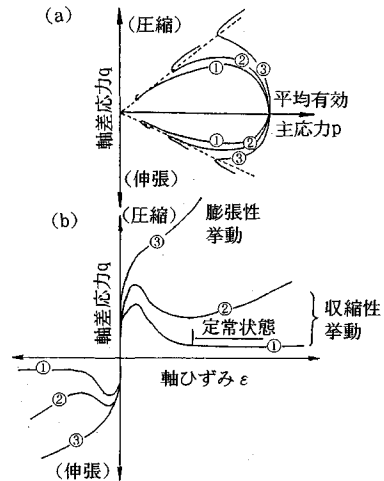 (a)
(圧縮)
軸差応力q
①
②
③
平均有効
主応力p
①
②
③
(伸張)
(b)
(圧縮)
膨張性
挙動
③
軸差応力q
②
定常状態
①
収縮性
挙動
①
②
③
軸ひずみ ε
(伸張)